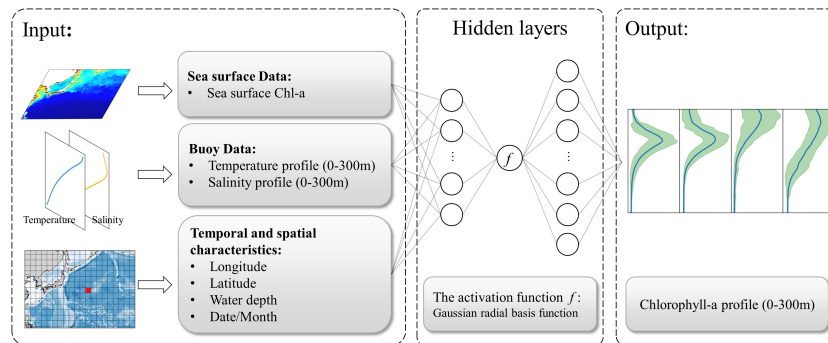 Input:
Sea surface Data:
• Sea surface Chl-a
Buoy Data:
• Temperature profile (0-300m)
• Salinity profile (0-300m)
Temperature
Salinity
Temporal and spatial
characteristics:
• Longitude
• Latitude
• Water depth
• Date/Month
Hidden layers
⋮
f
⋮
The activation function f:
Gaussian radial basis function
Output:
Chlorophyll-a profile (0-300m)